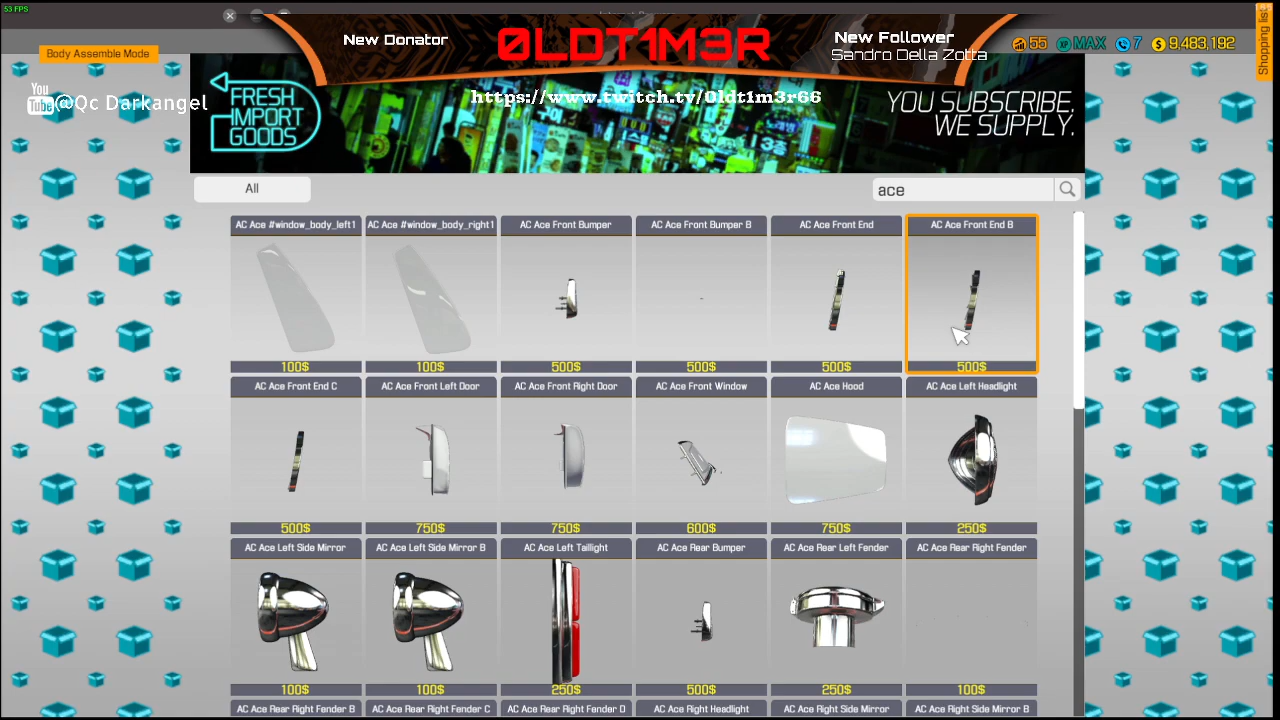 53 FPS
New Donator
0LDT1M3R
New Follower
Sandro Della Zotta
55
XP
MAX
7
$
9,483,192
Shopping list
Body Assemble Mode
You
Tube
@Qc Darkangel
https://www.twitch.tv/0ldt1m3r66
FRESH
IMPORT
GOODS
YOU SUBSCRIBE.
WE SUPPLY.
All
ace
AC Ace #window_body_left1
AC Ace #window_body_right1
AC Ace Front Bumper
AC Ace Front Bumper B
AC Ace Front End
AC Ace Front End B
100$
100$
500$
500$
500$
500$
AC Ace Front End C
AC Ace Front Left Door
AC Ace Front Right Door
AC Ace Front Window
AC Ace Hood
AC Ace Left Headlight
500$
750$
750$
600$
750$
250$
AC Ace Left Side Mirror
AC Ace Left Side Mirror B
AC Ace Left Taillight
AC Ace Rear Bumper
AC Ace Rear Left Fender
AC Ace Rear Right Fender
100$
100$
250$
500$
250$
100$
AC Ace Rear Right Fender B
AC Ace Rear Right Fender C
AC Ace Rear Right Fender D
AC Ace Right Headlight
AC Ace Right Side Mirror
AC Ace Right Side Mirror B